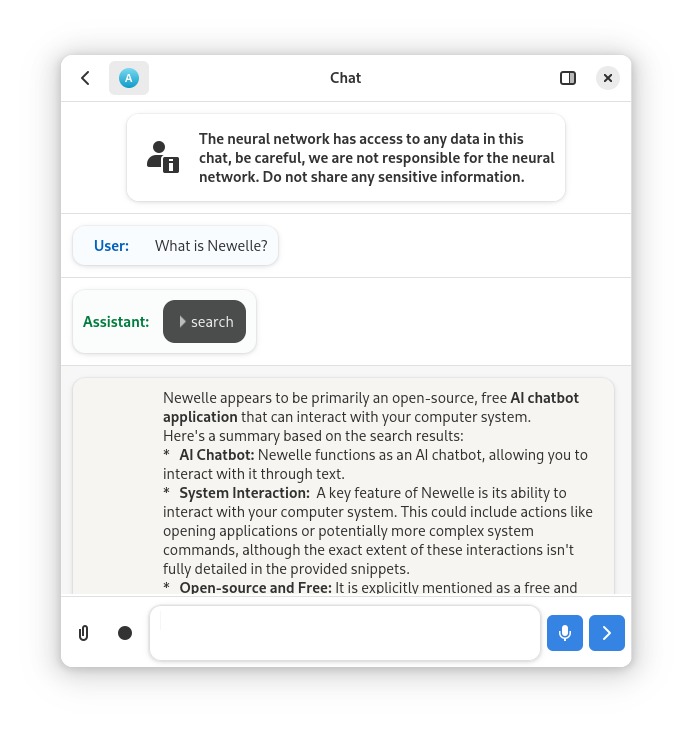 A
Chat
The neural network has access to any data in this
chat, be careful, we are not responsible for the neural
network. Do not share any sensitive information.
User: What is Newelle?
Assistant: search
Newelle appears to be primarily an open-source, free AI chatbot
application that can interact with your computer system.
Here's a summary based on the search results:
* AI Chatbot: Newelle functions as an AI chatbot, allowing you to
interact with it through text.
* System Interaction: A key feature of Newelle is its ability to
interact with your computer system. This could include actions like
opening applications or potentially more complex system
commands, although the exact extent of these interactions isn't
fully detailed in the provided snippets.
* Open-source and Free: It is explicitly mentioned as a free and